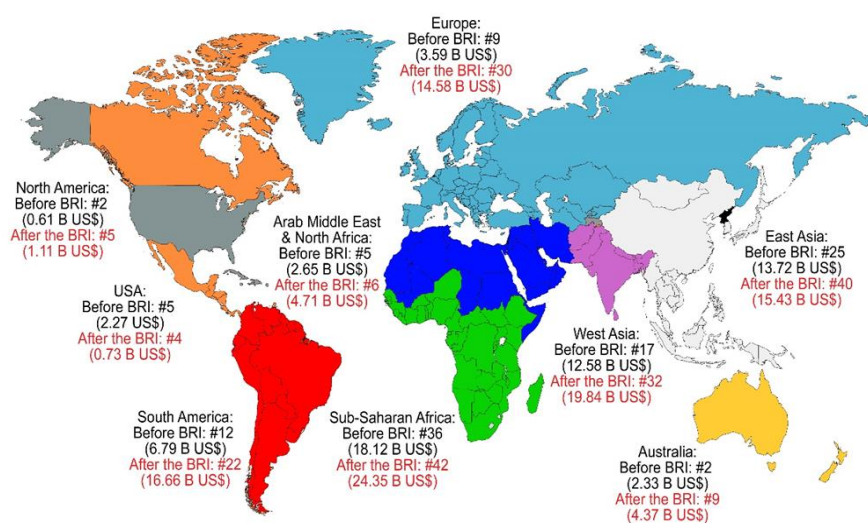 Europe:
Before BRI: #9
(3.59 B US$)
After the BRI: #30
(14.58 B US$)
North America:
Before BRI: #2
(0.61 B US$)
After the BRI: #5
(1.11 B US$)
Arab Middle East
& North Africa:
Before BRI: #5
(2.65 B US$)
After the BRI: #6
(4.71 B US$)
East Asia:
Before BRI: #25
(13.72 B US$)
After the BRI: #40
(15.43 B US$)
USA:
Before BRI: #5
(2.27 B US$)
After the BRI: #4
(0.73 B US$)
West Asia:
Before BRI: #17
(12.58 B US$)
After the BRI: #32
(19.84 B US$)
South America:
Before BRI: #12
(6.79 B US$)
After the BRI: #22
(16.66 B US$)
Sub-Saharan Africa:
Before BRI: #36
(18.12 B US$)
After the BRI: #42
(24.35 B US$)
Australia:
Before BRI: #2
(2.33 B US$)
After the BRI: #9
(4.37 B US$)